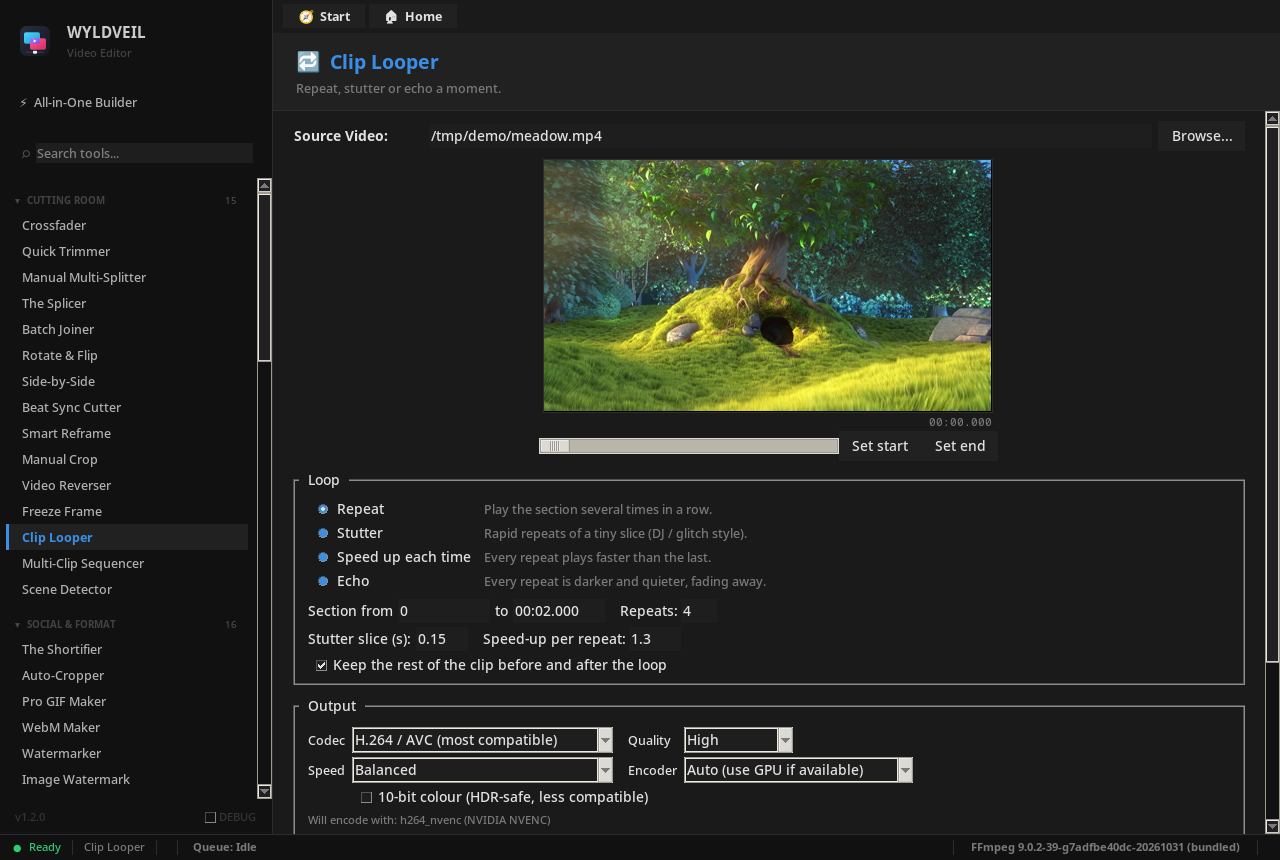 WYLDVEIL
Video Editor
⚡ All-in-One Builder
Search tools...
CUTTING ROOM 15
Crossfader
Quick Trimmer
Manual Multi-Splitter
The Splicer
Batch Joiner
Rotate & Flip
Side-by-Side
Beat Sync Cutter
Smart Reframe
Manual Crop
Video Reverser
Freeze Frame
Clip Looper
Multi-Clip Sequencer
Scene Detector
SOCIAL & FORMAT 16
The Shortifier
Auto-Cropper
Pro GIF Maker
WebM Maker
Watermarker
Image Watermark
v1.2.0 DEBUG
Start Home
Clip Looper
Repeat, stutter or echo a moment.
Source Video: /tmp/demo/meadow.mp4 Browse...
00:00.000
Set start Set end
Loop
Repeat Play the section several times in a row.
Stutter Rapid repeats of a tiny slice (DJ / glitch style).
Speed up each time Every repeat plays faster than the last.
Echo Every repeat is darker and quieter, fading away.
Section from 0 to 00:02.000 Repeats: 4
Stutter slice (s): 0.15 Speed-up per repeat: 1.3
Keep the rest of the clip before and after the loop
Output
Codec H.264 / AVC (most compatible) Quality High
Speed Balanced Encoder Auto (use GPU if available)
10-bit colour (HDR-safe, less compatible)
Will encode with: h264_nvenc (NVIDIA NVENC)
Ready Clip Looper Queue: Idle FFmpeg 9.0.2-39-g7adfbe40dc-20261031 (bundled)